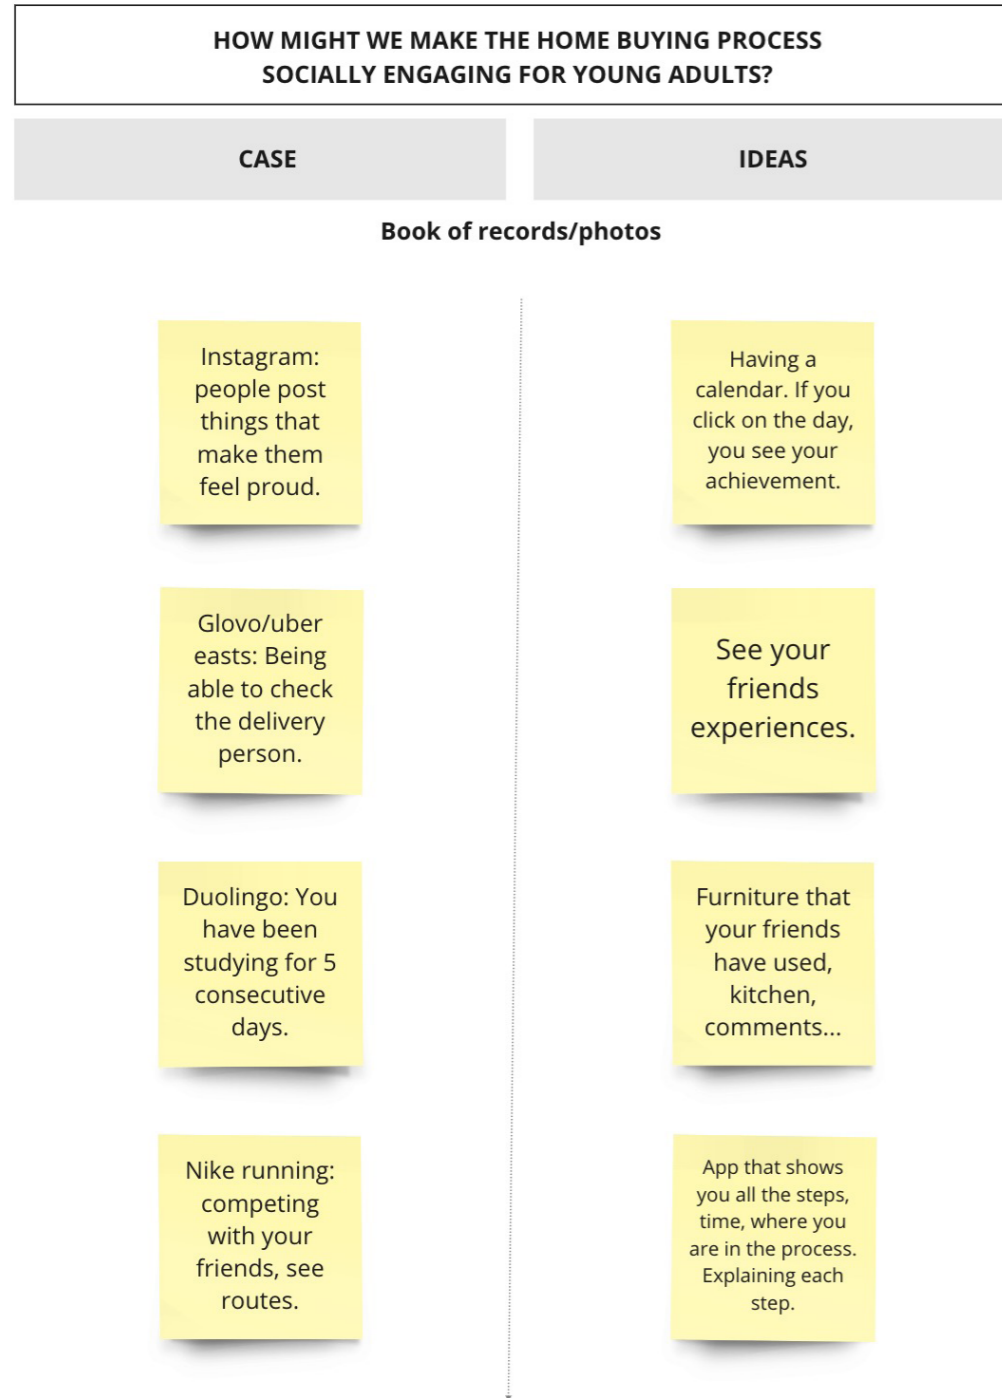 HOW MIGHT WE MAKE THE HOME BUYING PROCESS
SOCIALLY ENGAGING FOR YOUNG ADULTS?
CASE
IDEAS
Book of records/photos
Instagram:
people post
things that
make them
feel proud.
Having a
calendar. If you
click on the day,
you see your
achievement.
Glovo/uber
easts: Being
able to check
the delivery
person.
See your
friends
experiences.
Duolingo: You
have been
studying for 5
consecutive
days.
Furniture that
your friends
have used,
kitchen,
comments...
Nike running:
competing
with your
friends, see
routes.
App that shows
you all the steps,
time, where you
are in the process.
Explaining each
step.